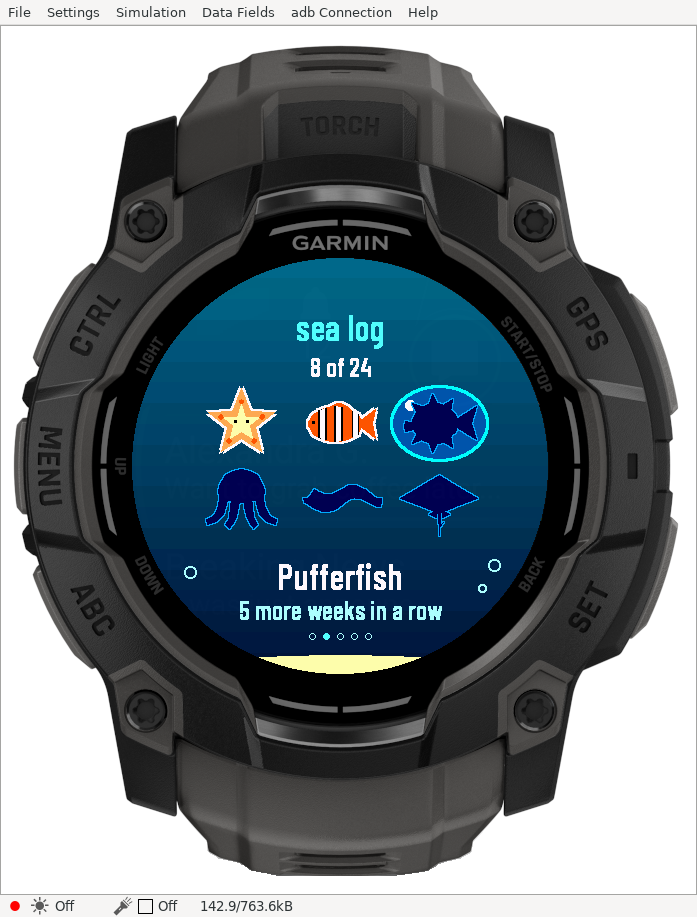 File Settings Simulation Data Fields adb Connection Help
TORCH
GARMIN
CTRL
GPS
LIGHT
START/STOP
sea log
8 of 24
MENU
UP
DOWN
BACK
ABC
SET
Pufferfish
5 more weeks in a row
Off Off 142.9/763.6kB